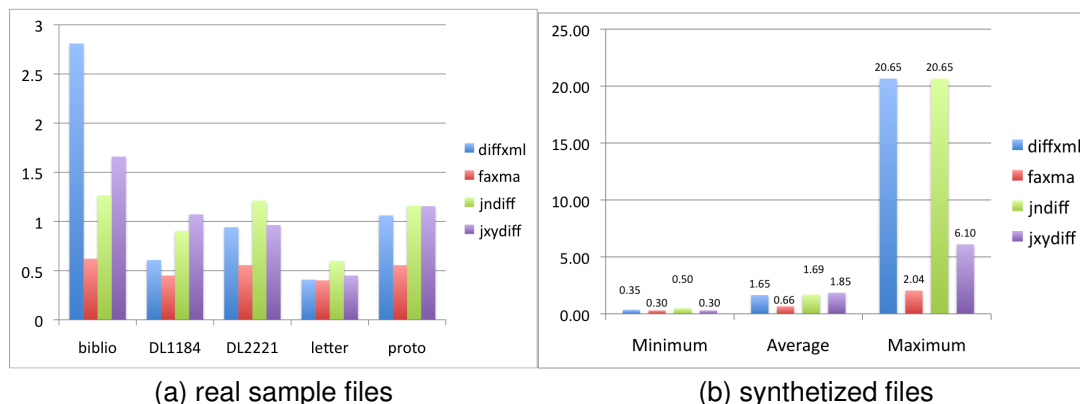 3
2.5
2
1.5
1
0.5
0
biblio DL1184 DL2221 letter proto
diffxml
faxma
jndiff
jxydiff
(a) real sample files
25.00
20.00
15.00
10.00
5.00
0.00
0.35 0.30 0.50 0.30
1.65 0.66 1.69 1.85
20.65 2.04 20.65 6.10
Minimum Average Maximum
diffxml
faxma
jndiff
jxydiff
(b) synthetized files